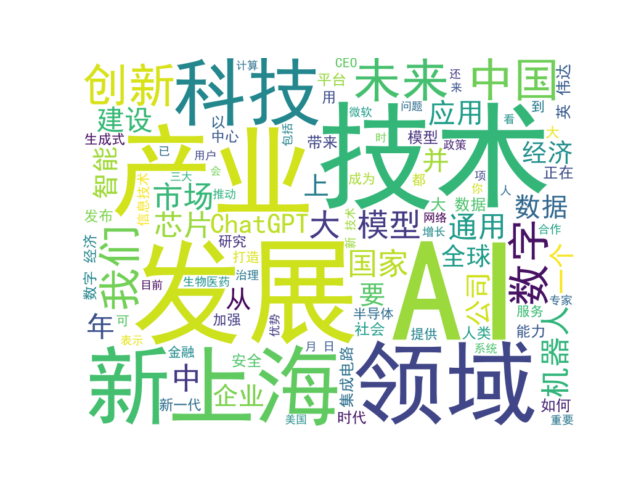 计算
CEO
还
来
创新
科技
平台
用
未来
中国
到
英
伟达
建设
以
中心
包括
微软
问题
应用
看
大
生成式
已
带来
时
模型
政策
智能
产业
技术
用户
并
经济
正在
三大
会
成为
都
项
你
人
信息技术
推动
市场
上
大
数据
数据
发布
芯片
ChatGPT
大
模型
网络
通用
增长
合作
数字
一个
我们
研究
新 技术
打造
国家
全球
公司
数字 经济
目前
生物医药
治理
从
要
半导体
服务
专家
发展
AI
年
可
加强
优势
社会
提供
人类
能力
机器人
表示
月 日
系统
金融
新
上海
安全
集成电路
领域
中
企业
如何
新一代
美国
时代
重要